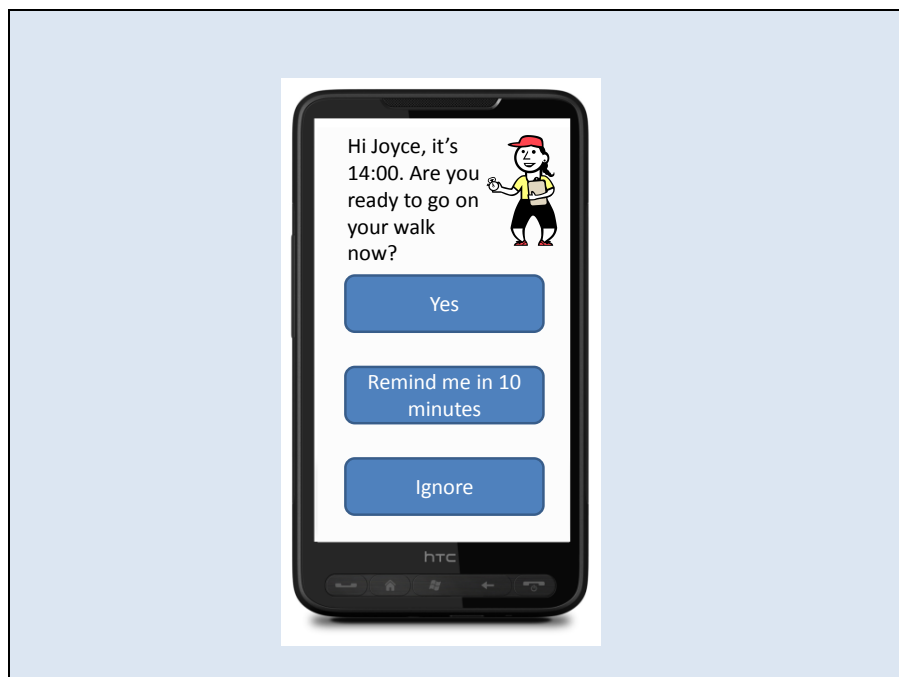 Hi Joyce, it’s
14:00. Are you
ready to go on
your walk
now?
Yes
Remind me in 10
minutes
Ignore
hTC